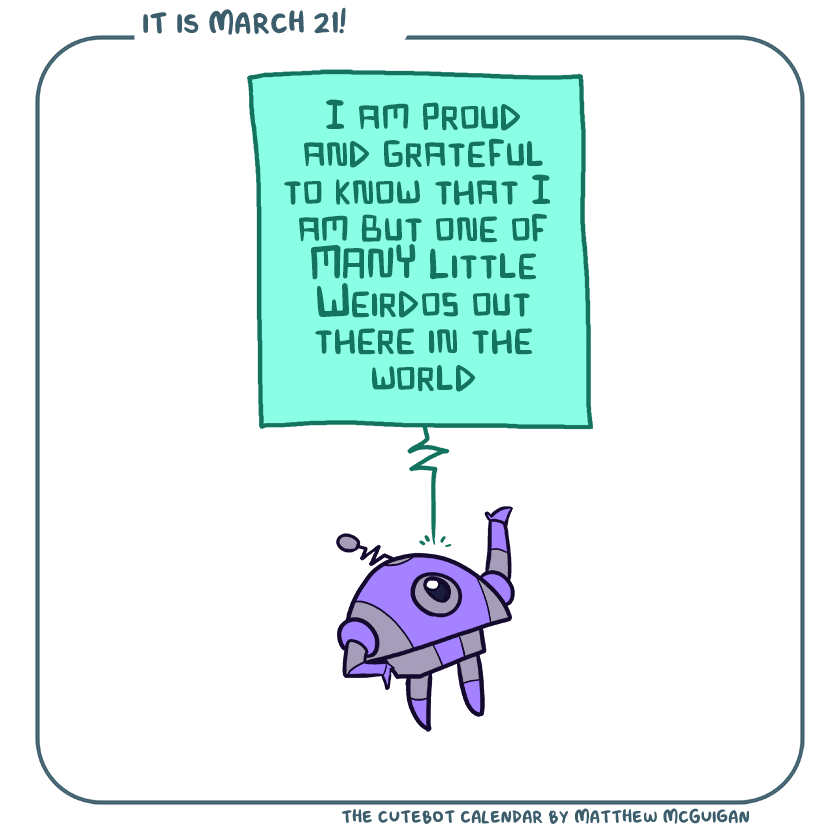 IT IS MARCH 21!
I AM PROUD
AND GRATEFUL
TO KNOW THAT I
AM BUT ONE OF
MANY LITTLE
WEIRDOS OUT
THERE IN THE
WORLD
THE CUTEBOT CALENDAR BY MATTHEW MCGUIGAN